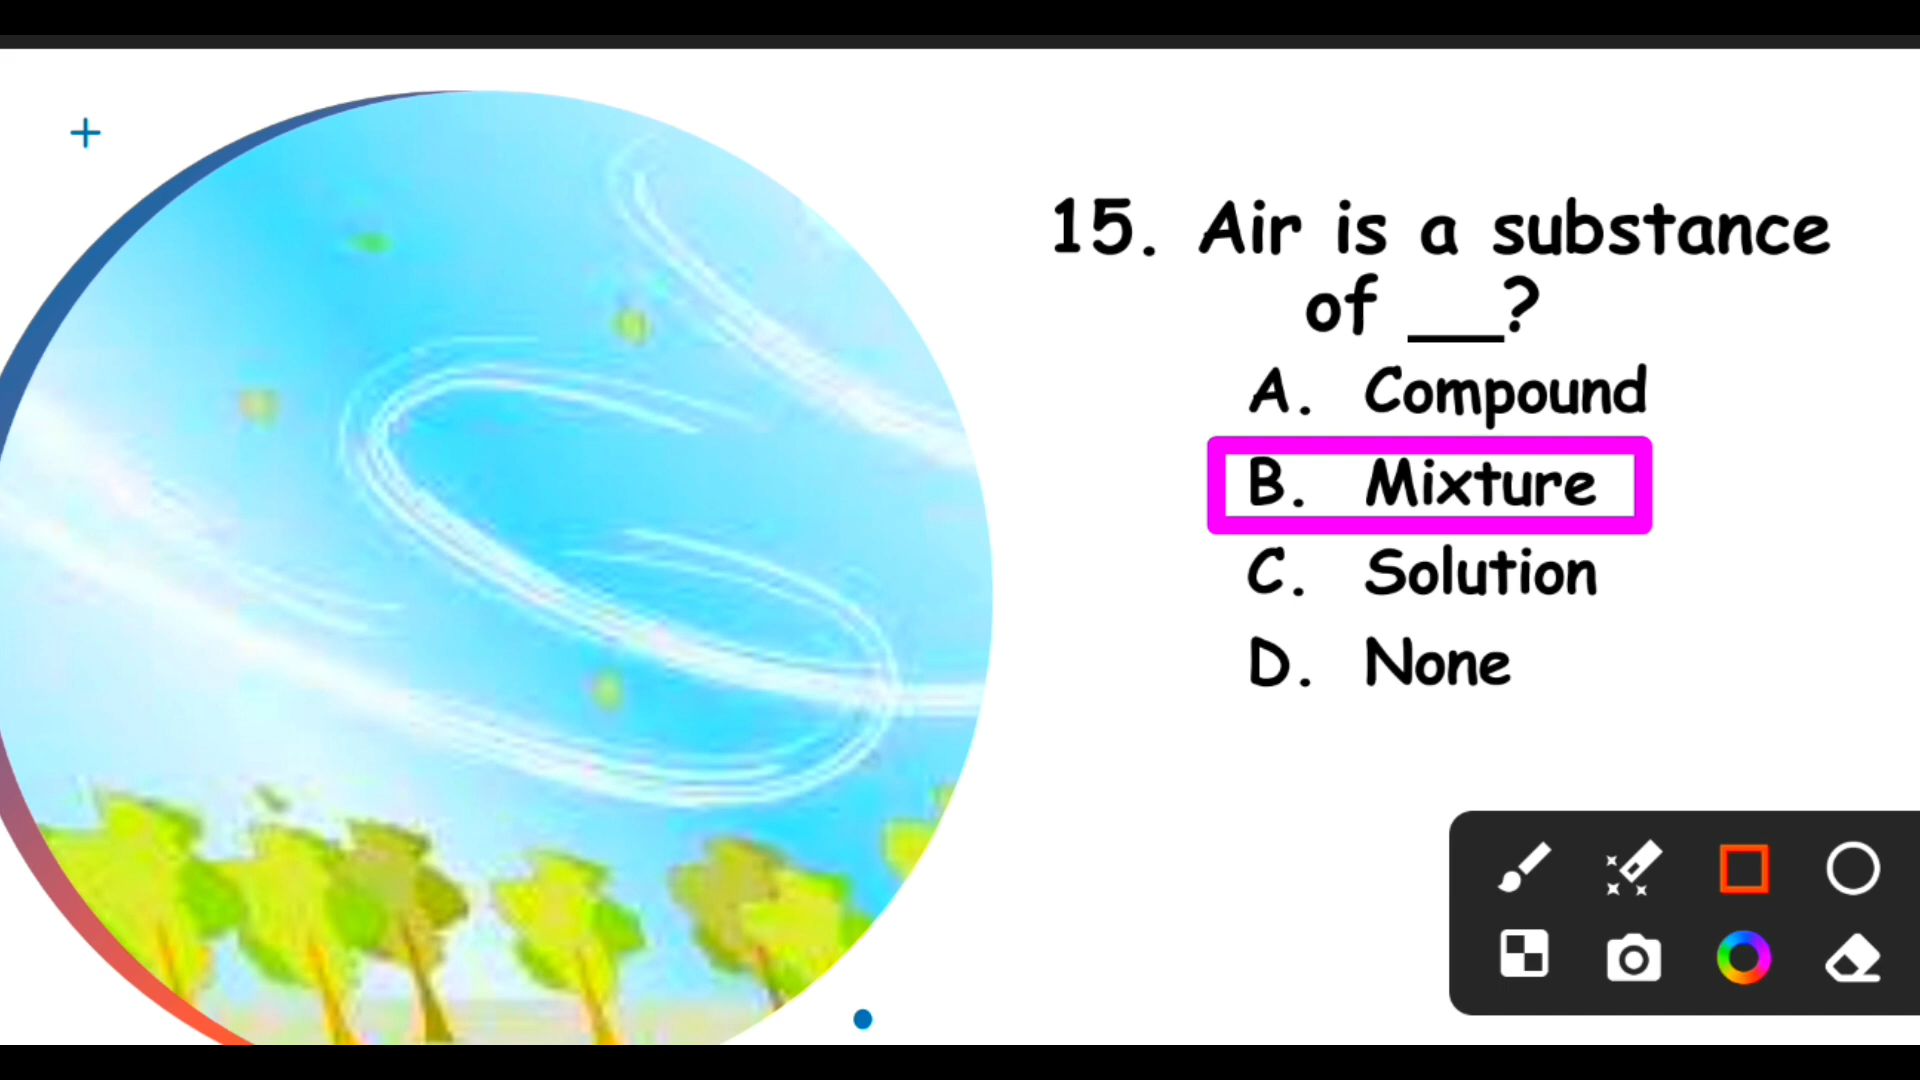 15. Air is a substance
of __?
A. Compound
B. Mixture
C. Solution
D. None